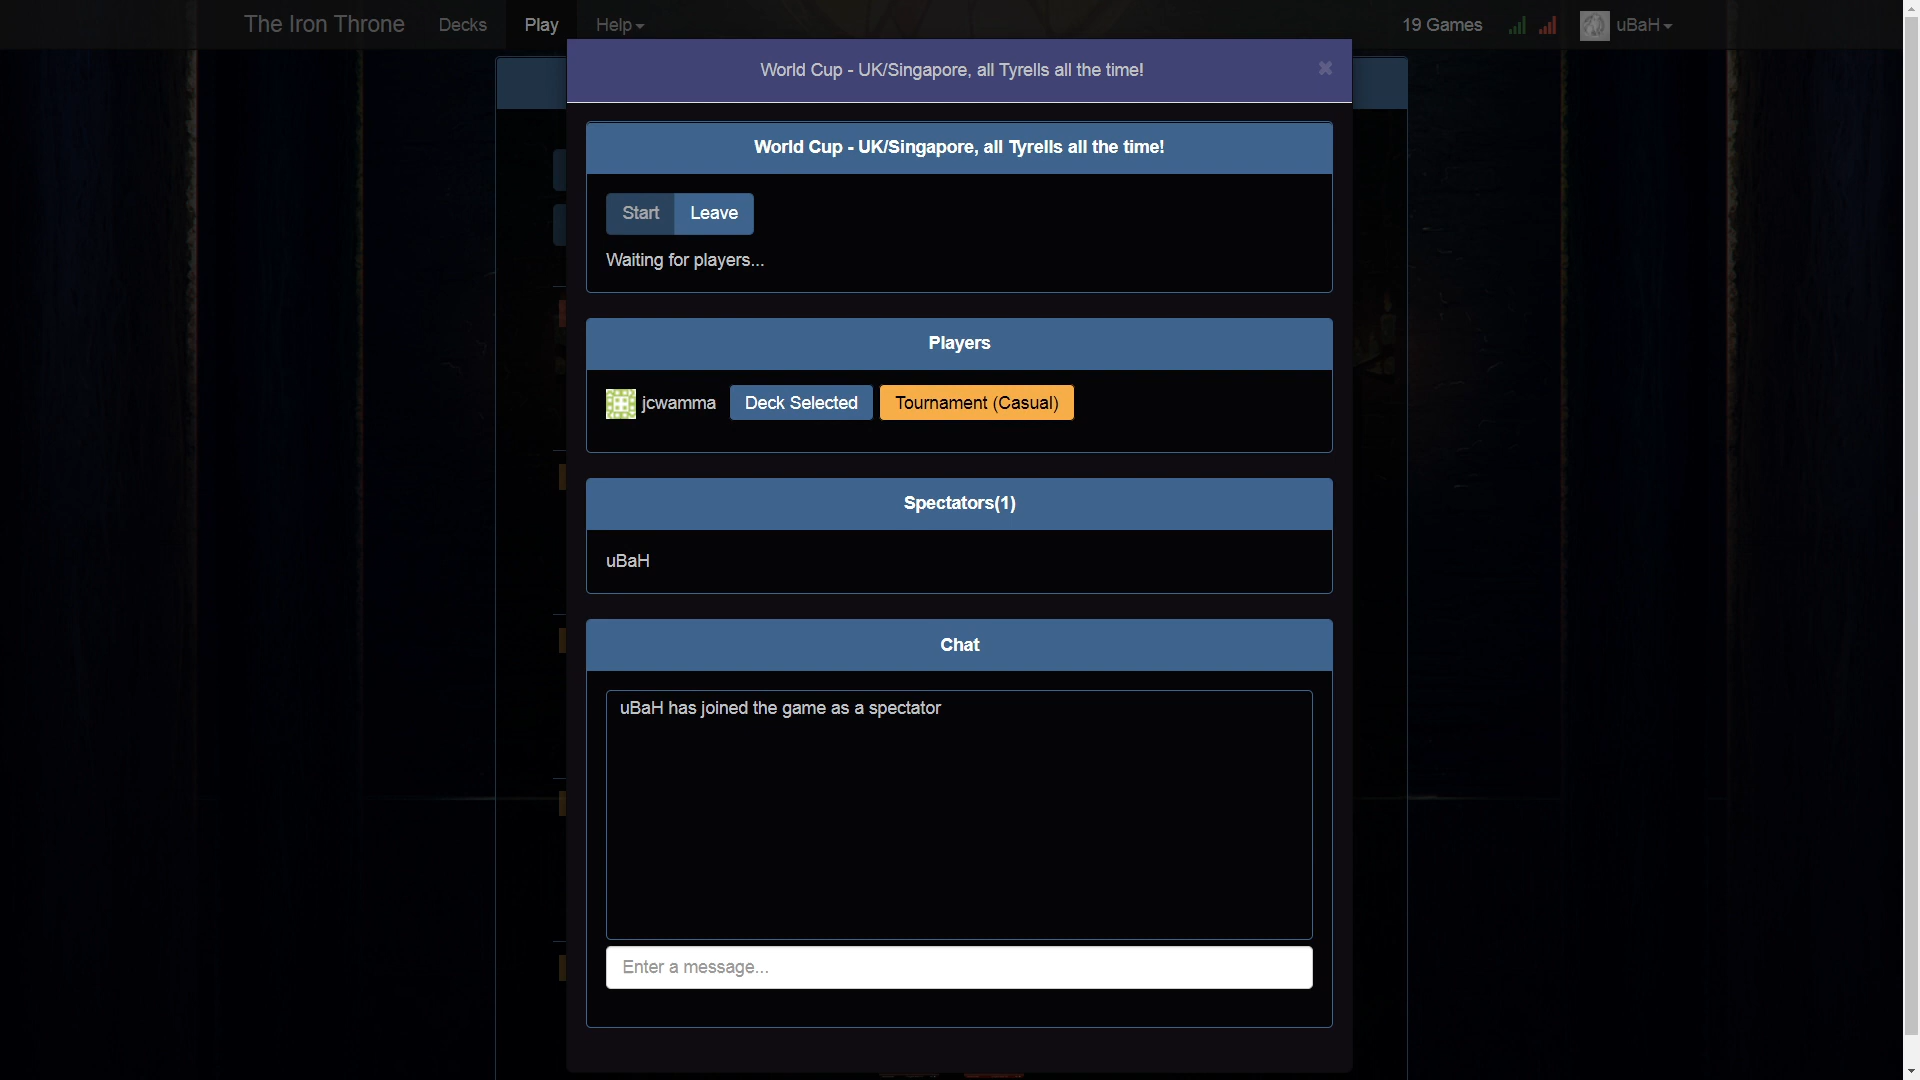 The Iron Throne Decks Play Help 19 Games uBaH
World Cup - UK/Singapore, all Tyrells all the time!
World Cup - UK/Singapore, all Tyrells all the time!
Start Leave
Waiting for players...
Players
jcwamma Deck Selected Tournament (Casual)
Spectators(1)
uBaH
Chat
uBaH has joined the game as a spectator
Enter a message...